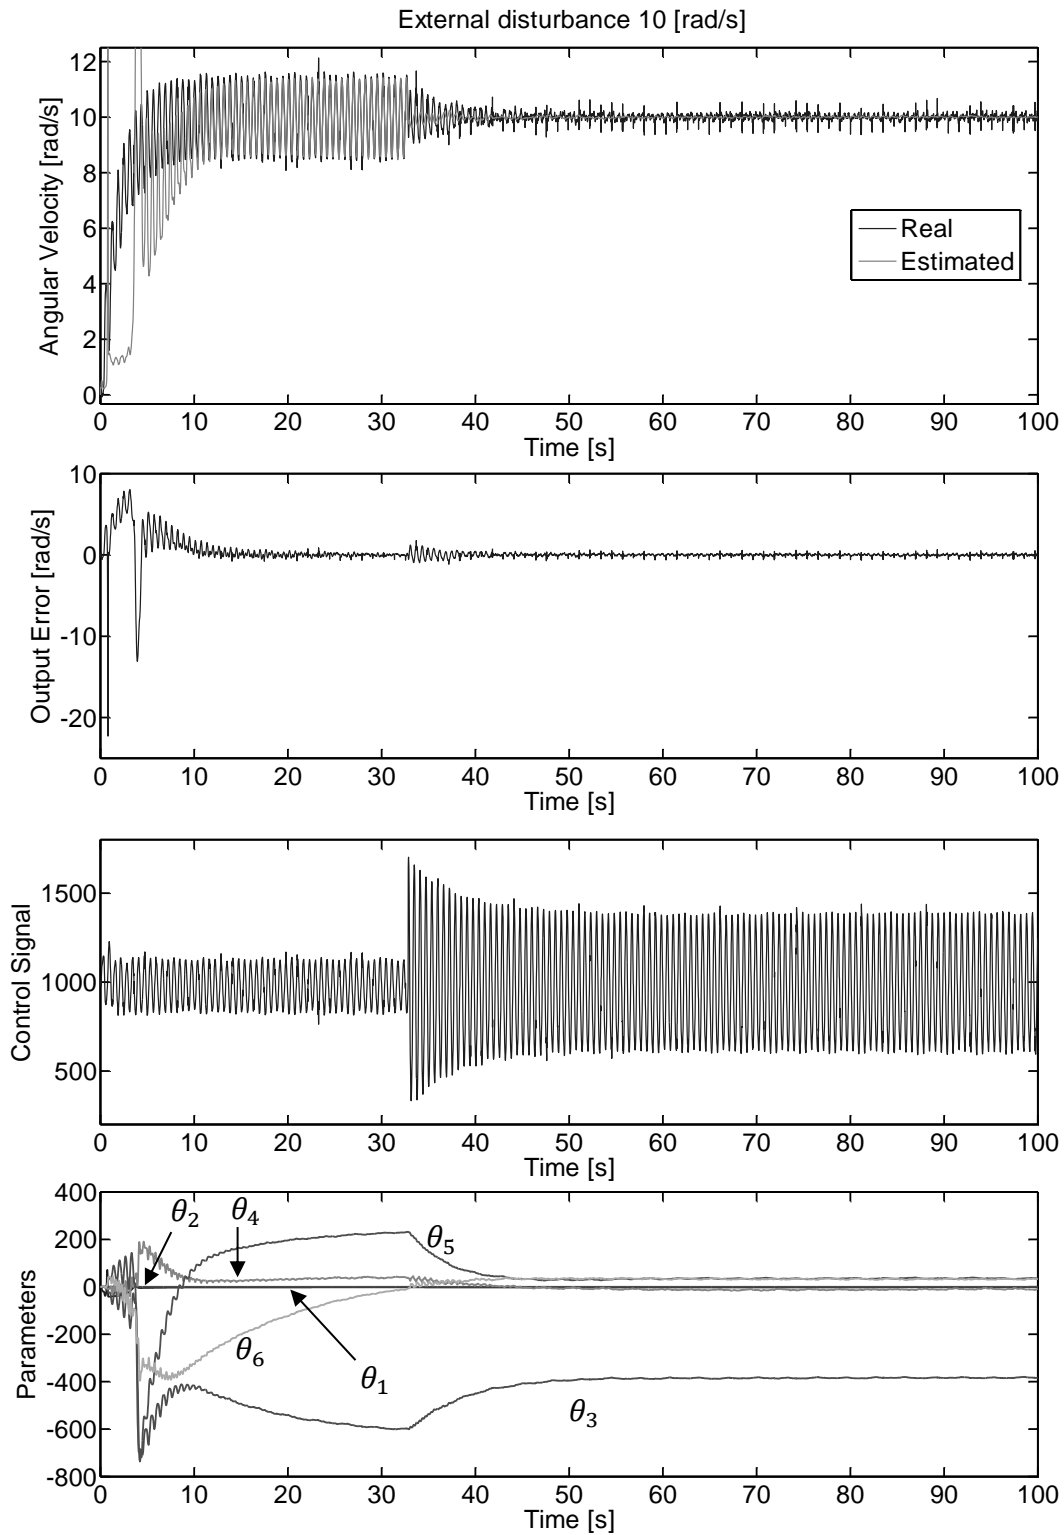 External disturbance 10 [rad/s]
12
10
8
6
4
2
0
Angular Velocity [rad/s]
Real
Estimated
0 10 20 30 40 50 60 70 80 90 100
Time [s]
10
0
-10
-20
Output Error [rad/s]
0 10 20 30 40 50 60 70 80 90 100
Time [s]
1500
1000
500
Control Signal
0 10 20 30 40 50 60 70 80 90 100
Time [s]
400
200
0
-200
-400
-600
-800
Parameters
θ2
θ4
θ5
θ6
θ1
θ3
0 10 20 30 40 50 60 70 80 90 100
Time [s]